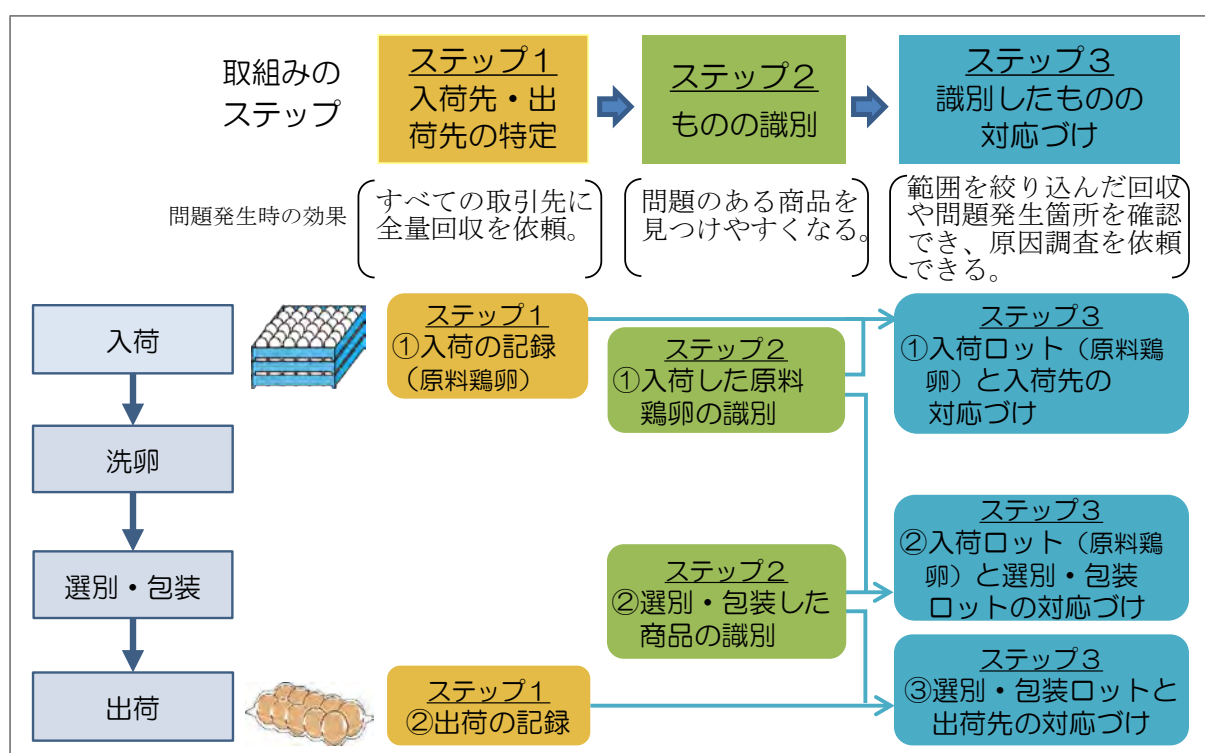 取組みの
ステップ
ステップ1
入荷先・出
荷先の特定
ステップ2
ものの識別
ステップ3
識別したものの
対応づけ
問題発生時の効果
すべての取引先に
全量回収を依頼。
問題のある商品を
見つけやすくなる。
範囲を絞り込んだ回収
や問題発生箇所を確認
でき、原因調査を依頼
できる。
入荷
洗卵
選別・包装
出荷
ステップ1
①入荷の記録
(原料鶏卵)
ステップ2
①入荷した原料
鶏卵の識別
ステップ3
①入荷ロット(原料鶏
卵)と入荷先の
対応づけ
ステップ2
②選別・包装した
商品の識別
ステップ3
②入荷ロット(原料鶏
卵)と選別・包装
ロットの対応づけ
ステップ1
②出荷の記録
ステップ3
③選別・包装ロットと
出荷先の対応づけ